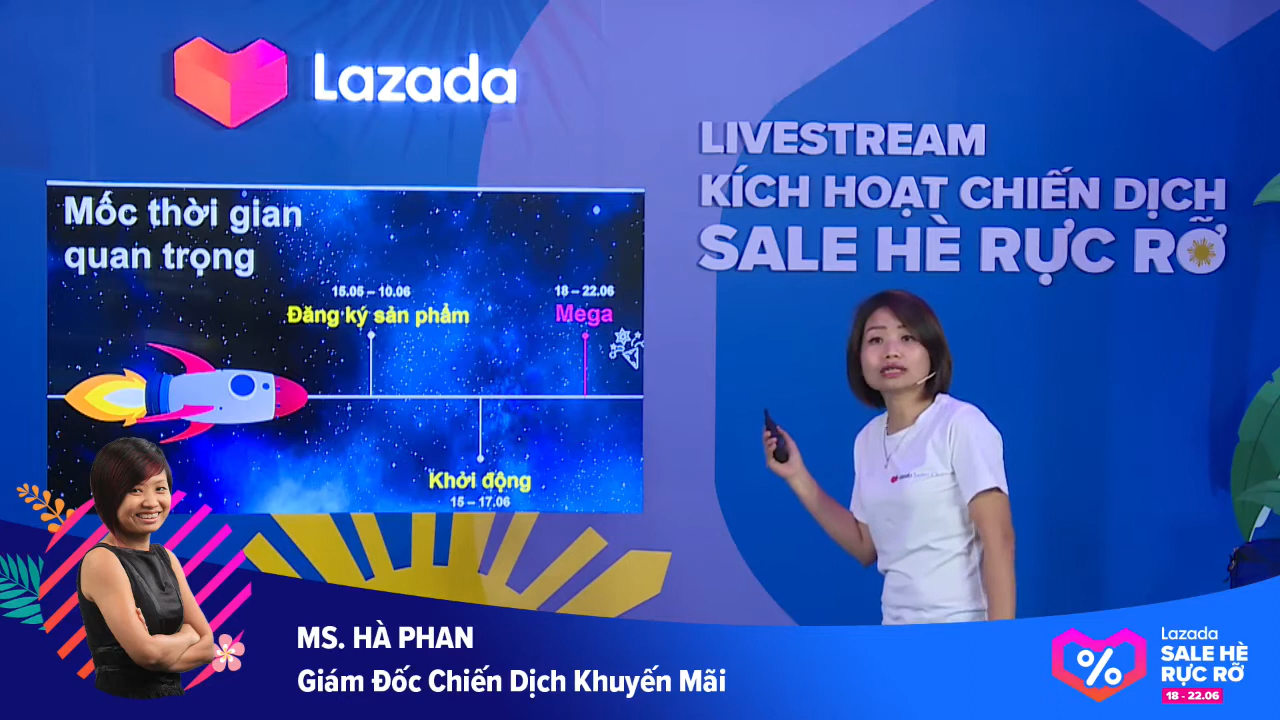 Lazada
LIVESTREAM
KÍCH HOẠT CHIẾN DỊCH
SALE HÈ RỰC RỠ
Mốc thời gian
quan trọng
15.05 – 10.06
Đăng ký sản phẩm
18 – 22.06
Mega
Khởi động
15 – 17.06
MS. HÀ PHAN
Giám Đốc Chiến Dịch Khuyến Mãi
%
Lazada
SALE HÈ
RỰC RỠ
18 - 22.06